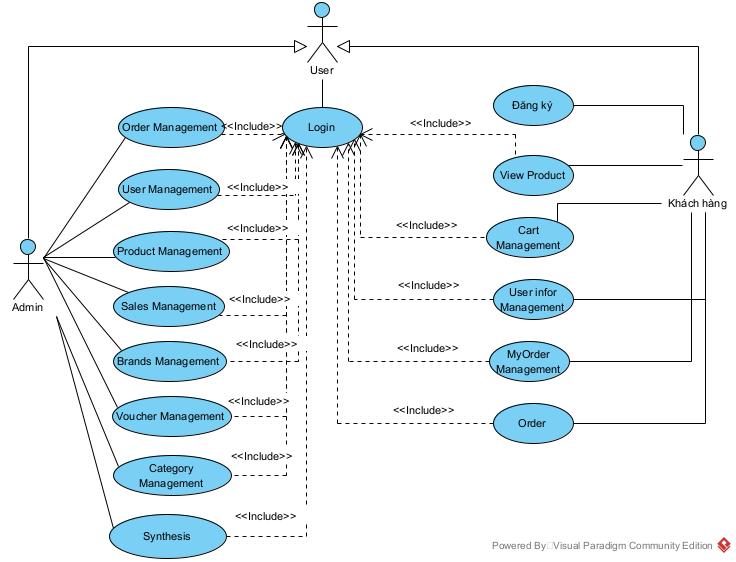 User
Order Management
<<Include>>
Login
<<Include>>
Đăng ký
User Management
<<Include>>
View Product
Khách hàng
Product Management
<<Include>>
<<Include>>
Cart
Management
Admin
Sales Management
<<Include>>
<<Include>>
User infor
Management
Brands Management
<<Include>>
<<Include>>
MyOrder
Management
Voucher Management
<<Include>>
<<Include>>
Order
Category
Management
<<Include>>
Synthesis
<<Include>>
Powered By Visual Paradigm Community Edition